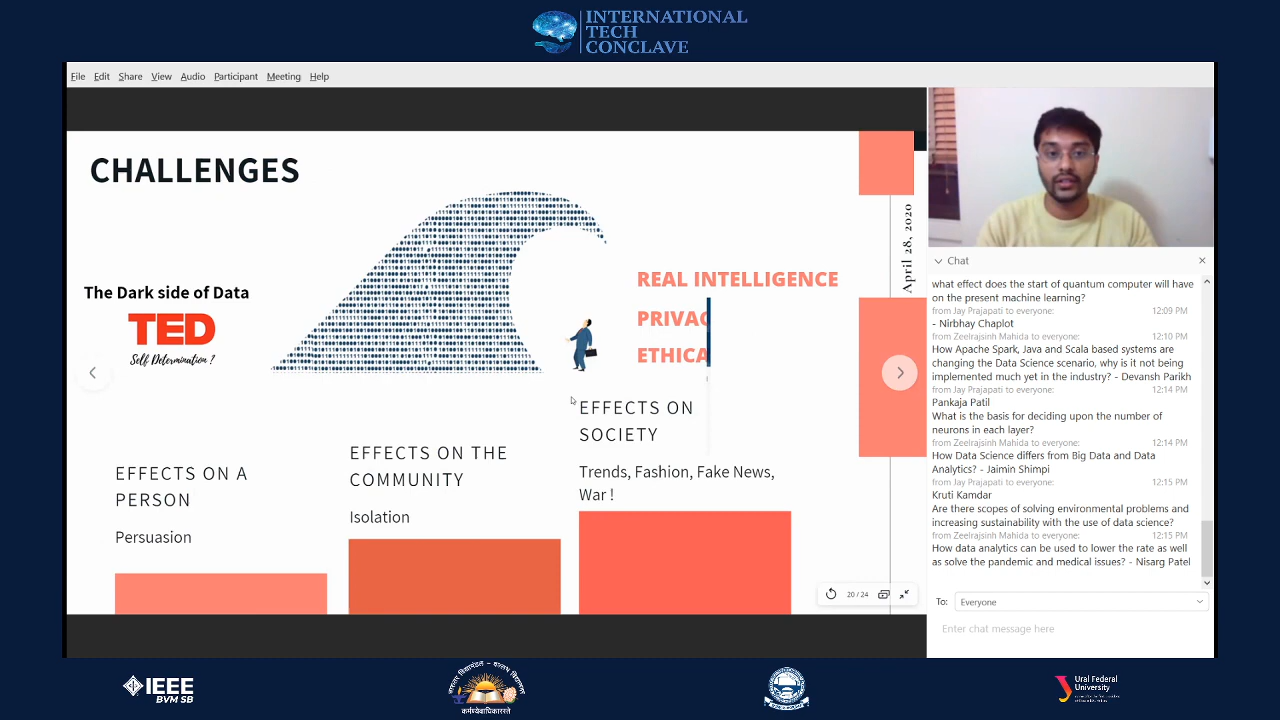 INTERNATIONAL
TECH
CONCLAVE
File Edit Share View Audio Participant Meeting Help
CHALLENGES
April 28, 2020
The Dark side of Data
TED
Self Determination ?
REAL INTELLIGENCE
PRIVAC
ETHICA
EFFECTS ON A
PERSON
Persuasion
EFFECTS ON THE
COMMUNITY
Isolation
EFFECTS ON
SOCIETY
Trends, Fashion, Fake News,
War !
20 / 24
Chat
what effect does the start of quantum computer will have
on the present machine learning?
from Jay Prajapati to everyone: 12:09 PM
- Nirbhay Chaplot
from Zeelrajsinh Mahida to everyone: 12:10 PM
How Apache Spark, Java and Scala based systems are
changing the Data Science scenario, why is it not being
implemented much yet in the industry? - Devansh Parikh
from Jay Prajapati to everyone: 12:14 PM
Pankaja Patil
What is the basis for deciding upon the number of
neurons in each layer?
from Zeelrajsinh Mahida to everyone: 12:14 PM
How Data Science differs from Big Data and Data
Analytics? - Jaimin Shimpi
from Jay Prajapati to everyone: 12:15 PM
Kruti Kamdar
Are there scopes of solving environmental problems and
increasing sustainability with the use of data science?
from Zeelrajsinh Mahida to everyone: 12:15 PM
How data analytics can be used to lower the rate as well
as solve the pandemic and medical issues? - Nisarg Patel
To: Everyone
Enter chat message here
IEEE
BVM SB
कर्मण्येवाधिकारस्ते
Ural Federal
University